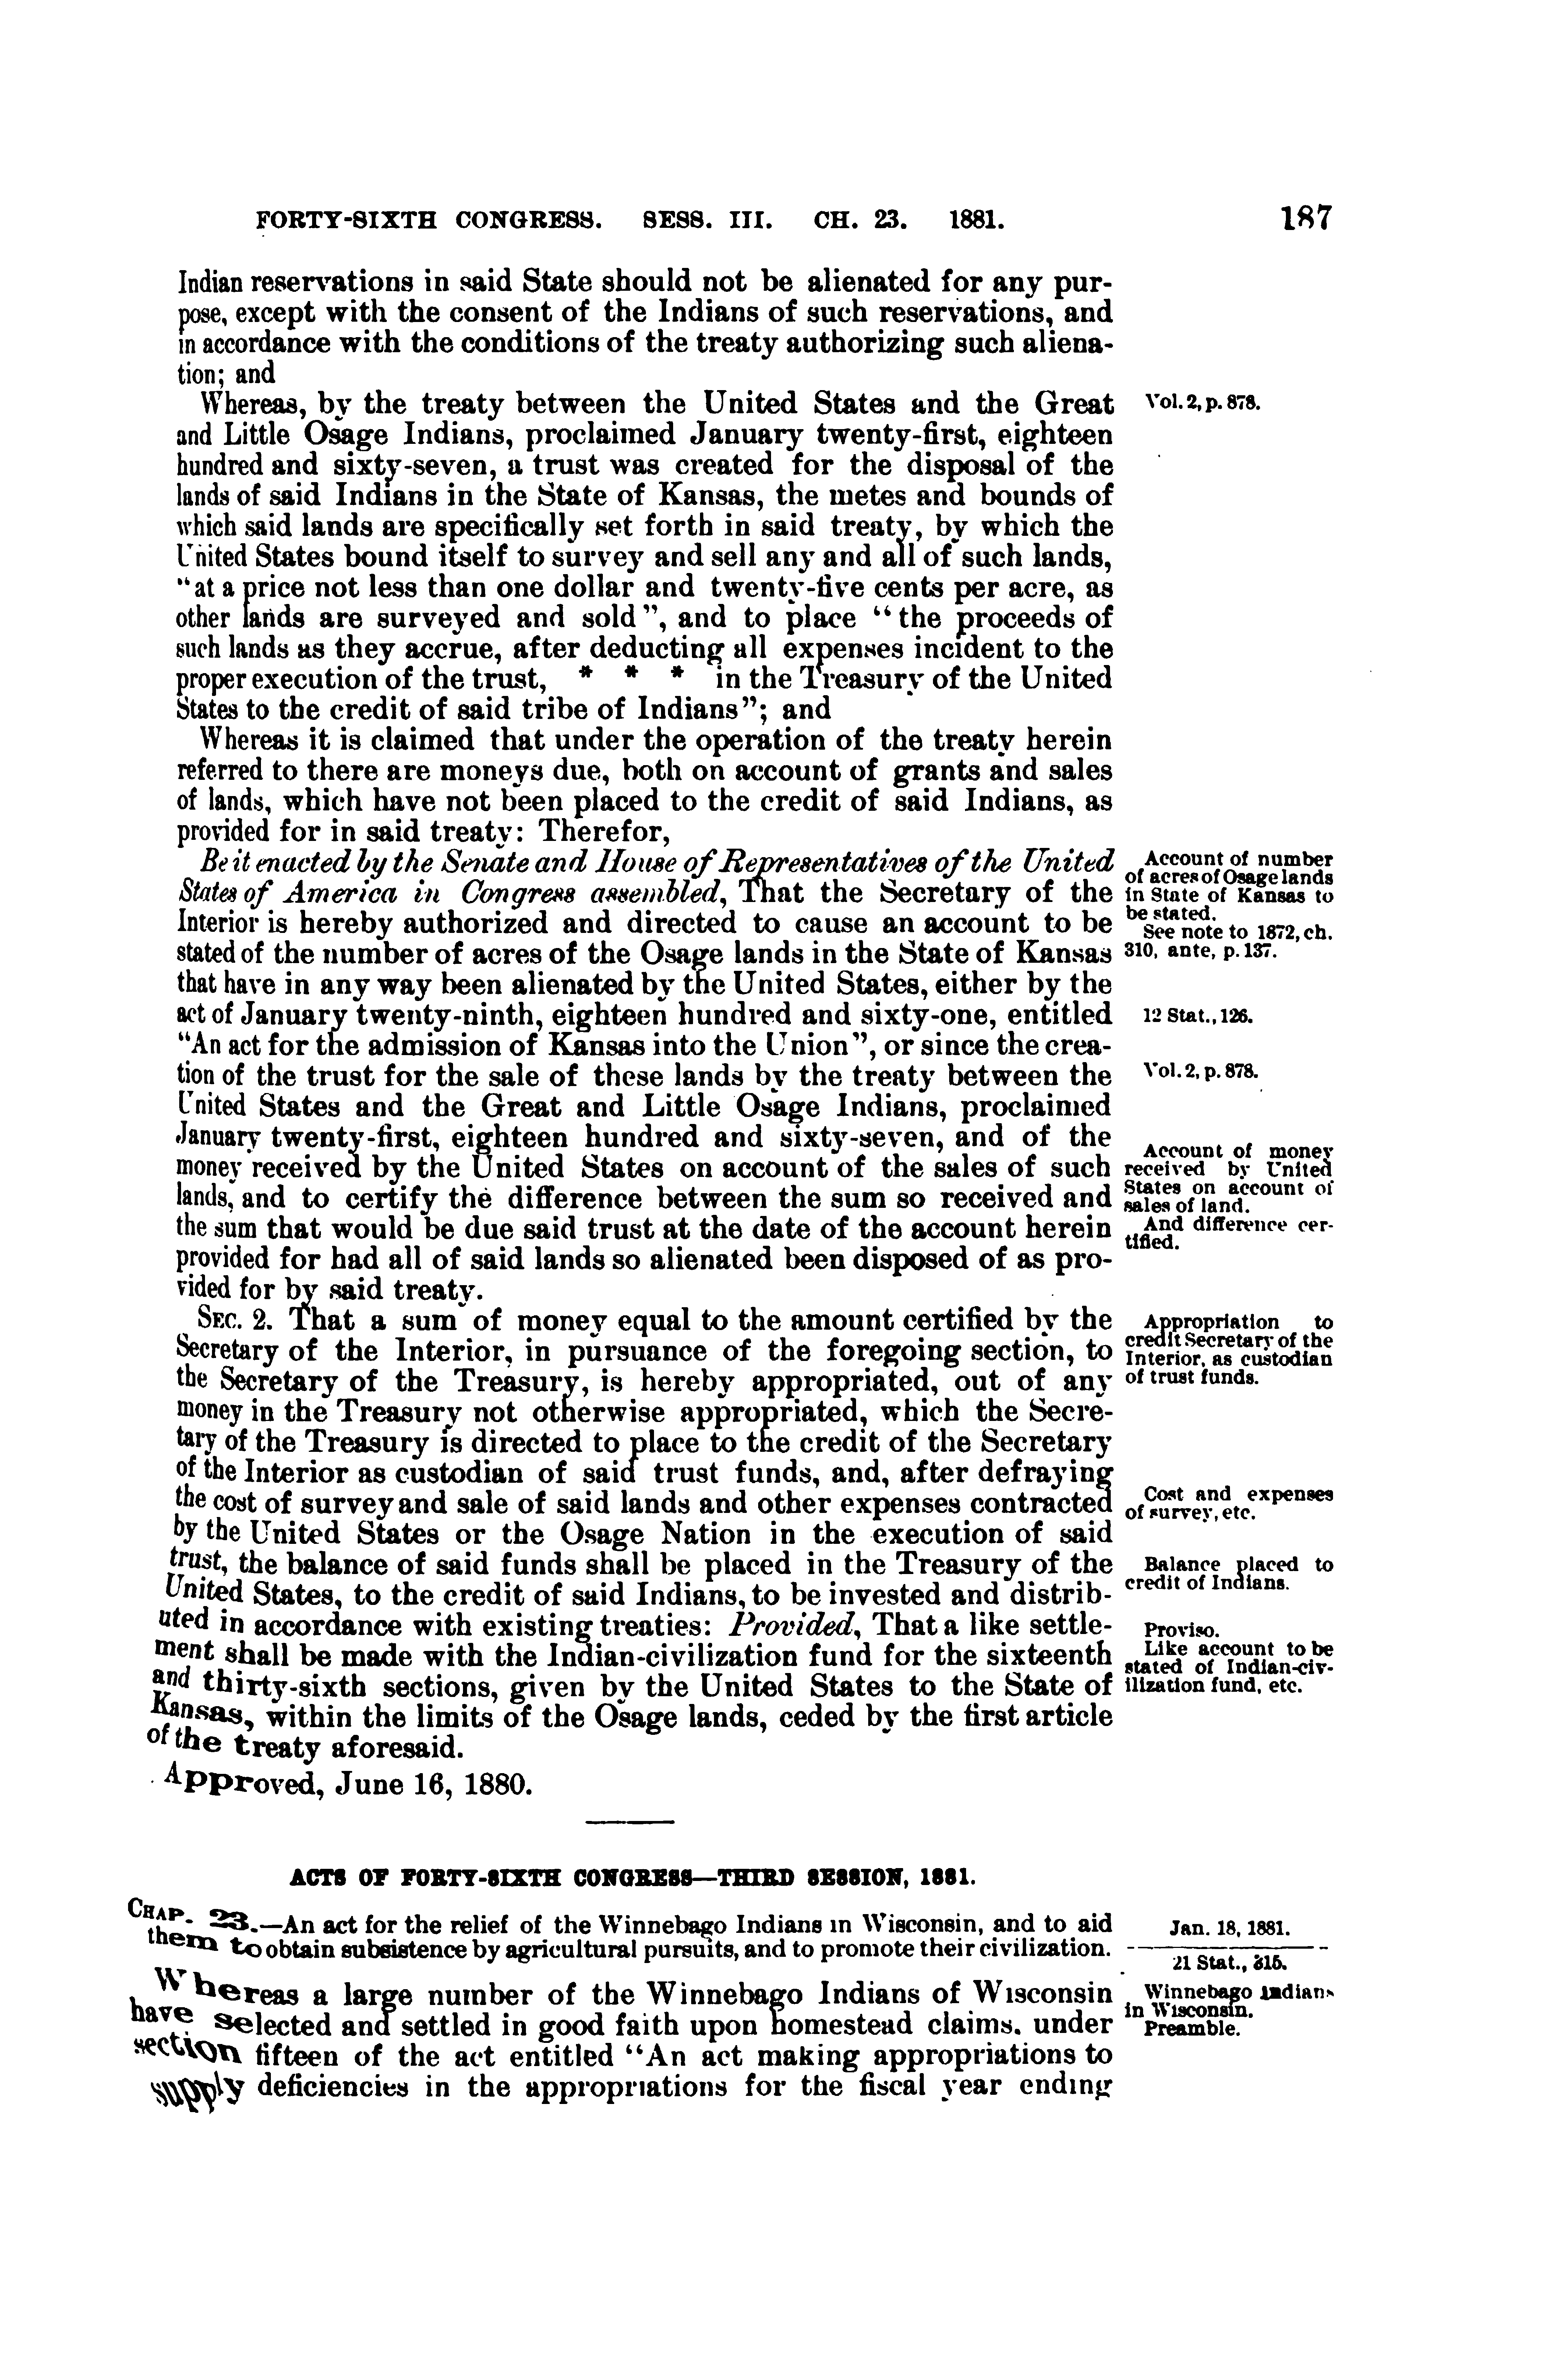 FORTY-SIXTH CONGRESS. SESS. III. CH. 23. 1881. 187
Indian reservations in said State should not be alienated for any pur-
pose, except with the consent of the Indians of such reservations, and
in accordance with the conditions of the treaty authorizing such aliena-
tion; and
Whereas, by the treaty between the United States and the Great
and Little Osage Indians, proclaimed January twenty-first, eighteen
hundred and sixty-seven, a trust was created for the disposal of the
lands of said Indians in the State of Kansas, the metes and bounds of
which said lands are specifically set forth in said treaty, by which the
United States bound itself to survey and sell any and all of such lands,
"at a price not less than one dollar and twenty-five cents per acre, as
other lands are surveyed and sold", and to place "the proceeds of
such lands as they accrue, after deducting all expenses incident to the
proper execution of the trust, * * * in the Treasury of the United
States to the credit of said tribe of Indians"; and
Whereas it is claimed that under the operation of the treaty herein
referred to there are moneys due, both on account of grants and sales
of lands, which have not been placed to the credit of said Indians, as
provided for in said treaty: Therefor,
Be it enacted by the Senate and House of Representatives of the United
States of America in Congress assembled, That the Secretary of the
Interior is hereby authorized and directed to cause an account to be
stated of the number of acres of the Osage lands in the State of Kansas
that have in any way been alienated by the United States, either by the
act of January twenty-ninth, eighteen hundred and sixty-one, entitled
"An act for the admission of Kansas into the Union", or since the crea-
tion of the trust for the sale of these lands by the treaty between the
United States and the Great and Little Osage Indians, proclaimed
January twenty-first, eighteen hundred and sixty-seven, and of the
money received by the United States on account of the sales of such
lands, and to certify the difference between the sum so received and
the sum that would be due said trust at the date of the account herein
provided for had all of said lands so alienated been disposed of as pro-
vided for by said treaty.
SEC. 2. That a sum of money equal to the amount certified by the
Secretary of the Interior, in pursuance of the foregoing section, to
the Secretary of the Treasury, is hereby appropriated, out of any
money in the Treasury not otherwise appropriated, which the Secre-
tary of the Treasury is directed to place to the credit of the Secretary
of the Interior as custodian of said trust funds, and, after defraying
the cost of survey and sale of said lands and other expenses contracted
by the United States or the Osage Nation in the execution of said
trust, the balance of said funds shall be placed in the Treasury of the
United States, to the credit of said Indians, to be invested and distrib-
uted in accordance with existing treaties: Provided, That a like settle-
ment shall be made with the Indian-civilization fund for the sixteenth
and thirty-sixth sections, given by the United States to the State of
Kansas, within the limits of the Osage lands, ceded by the first article
of the treaty aforesaid.
Approved, June 16, 1880.
ACTS OF FORTY-SIXTH CONGRESS—THIRD SESSION, 1881.
CHAP. 23.—An act for the relief of the Winnebago Indians in Wisconsin, and to aid
them to obtain subsistence by agricultural pursuits, and to promote their civilization.
Whereas a large number of the Winnebago Indians of Wisconsin
have selected and settled in good faith upon homestead claims. under
section fifteen of the act entitled "An act making appropriations to
supply deficiencies in the appropriations for the fiscal year ending
Vol. 2, p. 878.
Account of number
of acres of Osage lands
in State of Kansas to
be stated.
See note to 1872, ch.
310, ante, p. 137.
12 Stat., 126.
Vol. 2, p. 878.
Account of money
received by United
States on account of
sales of land.
And difference cer-
tified.
Appropriation to
credit Secretary of the
Interior, as custodian
of trust funds.
Cost and expenses
of survey, etc.
Balance placed to
credit of Indians.
Proviso.
Like account to be
stated of Indian-civ-
ilization fund, etc.
Jan. 18, 1881.
21 Stat., 315.
Winnebago Indians
in Wisconsin.
Preamble.